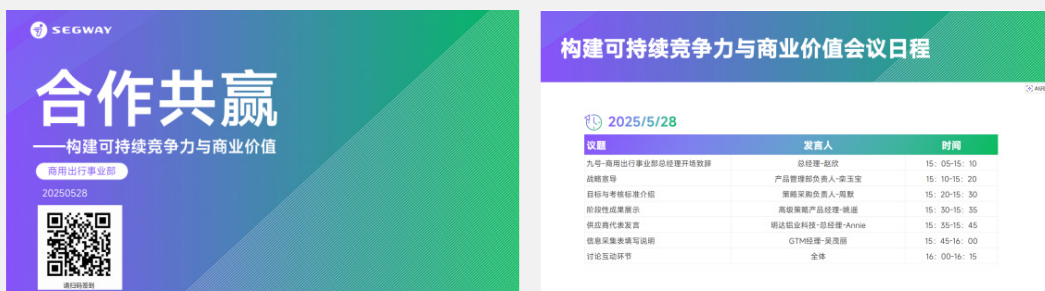 SEGWAY
合作共赢
——构建可持续竞争力与商业价值
商用出行事业部
20250528
请扫码签到
构建可持续竞争力与商业价值会议日程
2025/5/28
议题 发言人 时间
九号-商用出行事业部总经理开场致辞 总经理-赵欣 15：05-15：10
战略宣导 产品管理部负责人-栾玉宝 15：10-15：20
目标与考核标准介绍 策略采购负责人-周默 15：20-15：30
阶段性成果展示 高级策略产品经理-姚遥 15：30-15：35
供应商代表发言 明达铝业科技-总经理-Annie 15：35-15：45
信息采集表填写说明 GTM经理-吴茂丽 15：45-16：00
讨论互动环节 全体 16：00-16：15